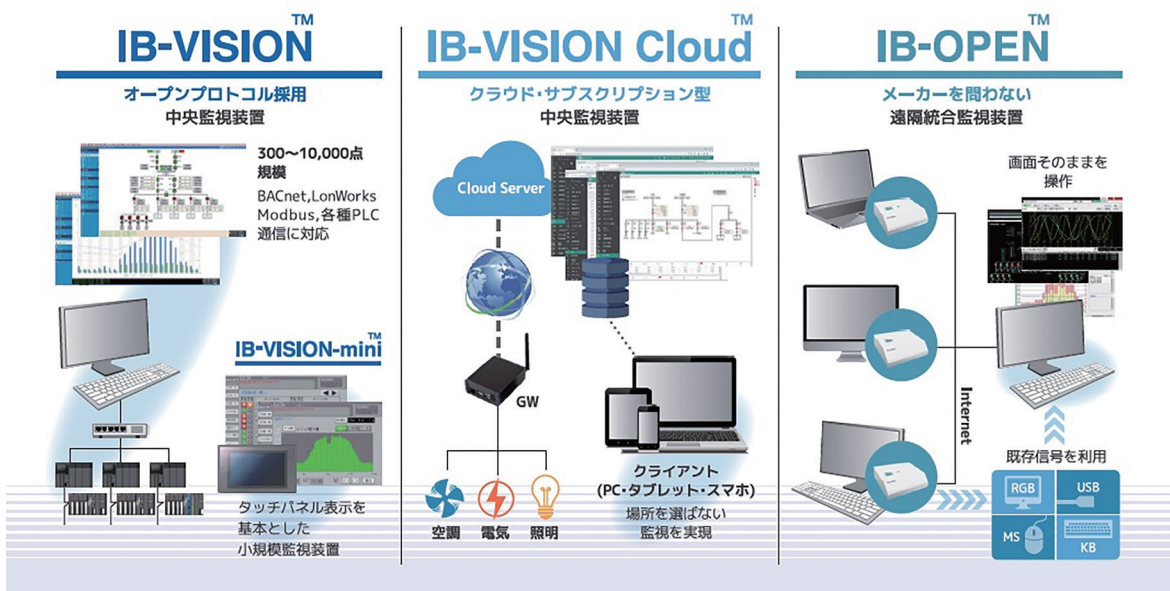 IB-VISION™
オープンプロトコル採用
中央監視装置
300〜10,000点
規模
BACnet,LonWorks
Modbus,各種PLC
通信に対応
IB-VISION-mini™
タッチパネル表示を
基本とした
小規模監視装置
IB-VISION Cloud™
クラウド・サブスクリプション型
中央監視装置
Cloud Server
GW
空調
電気
照明
クライアント
(PC・タブレット・スマホ)
場所を選ばない
監視を実現
IB-OPEN™
メーカーを問わない
遠隔統合監視装置
画面そのままを
操作
Internet
既存信号を利用
RGB
USB
MS
KB